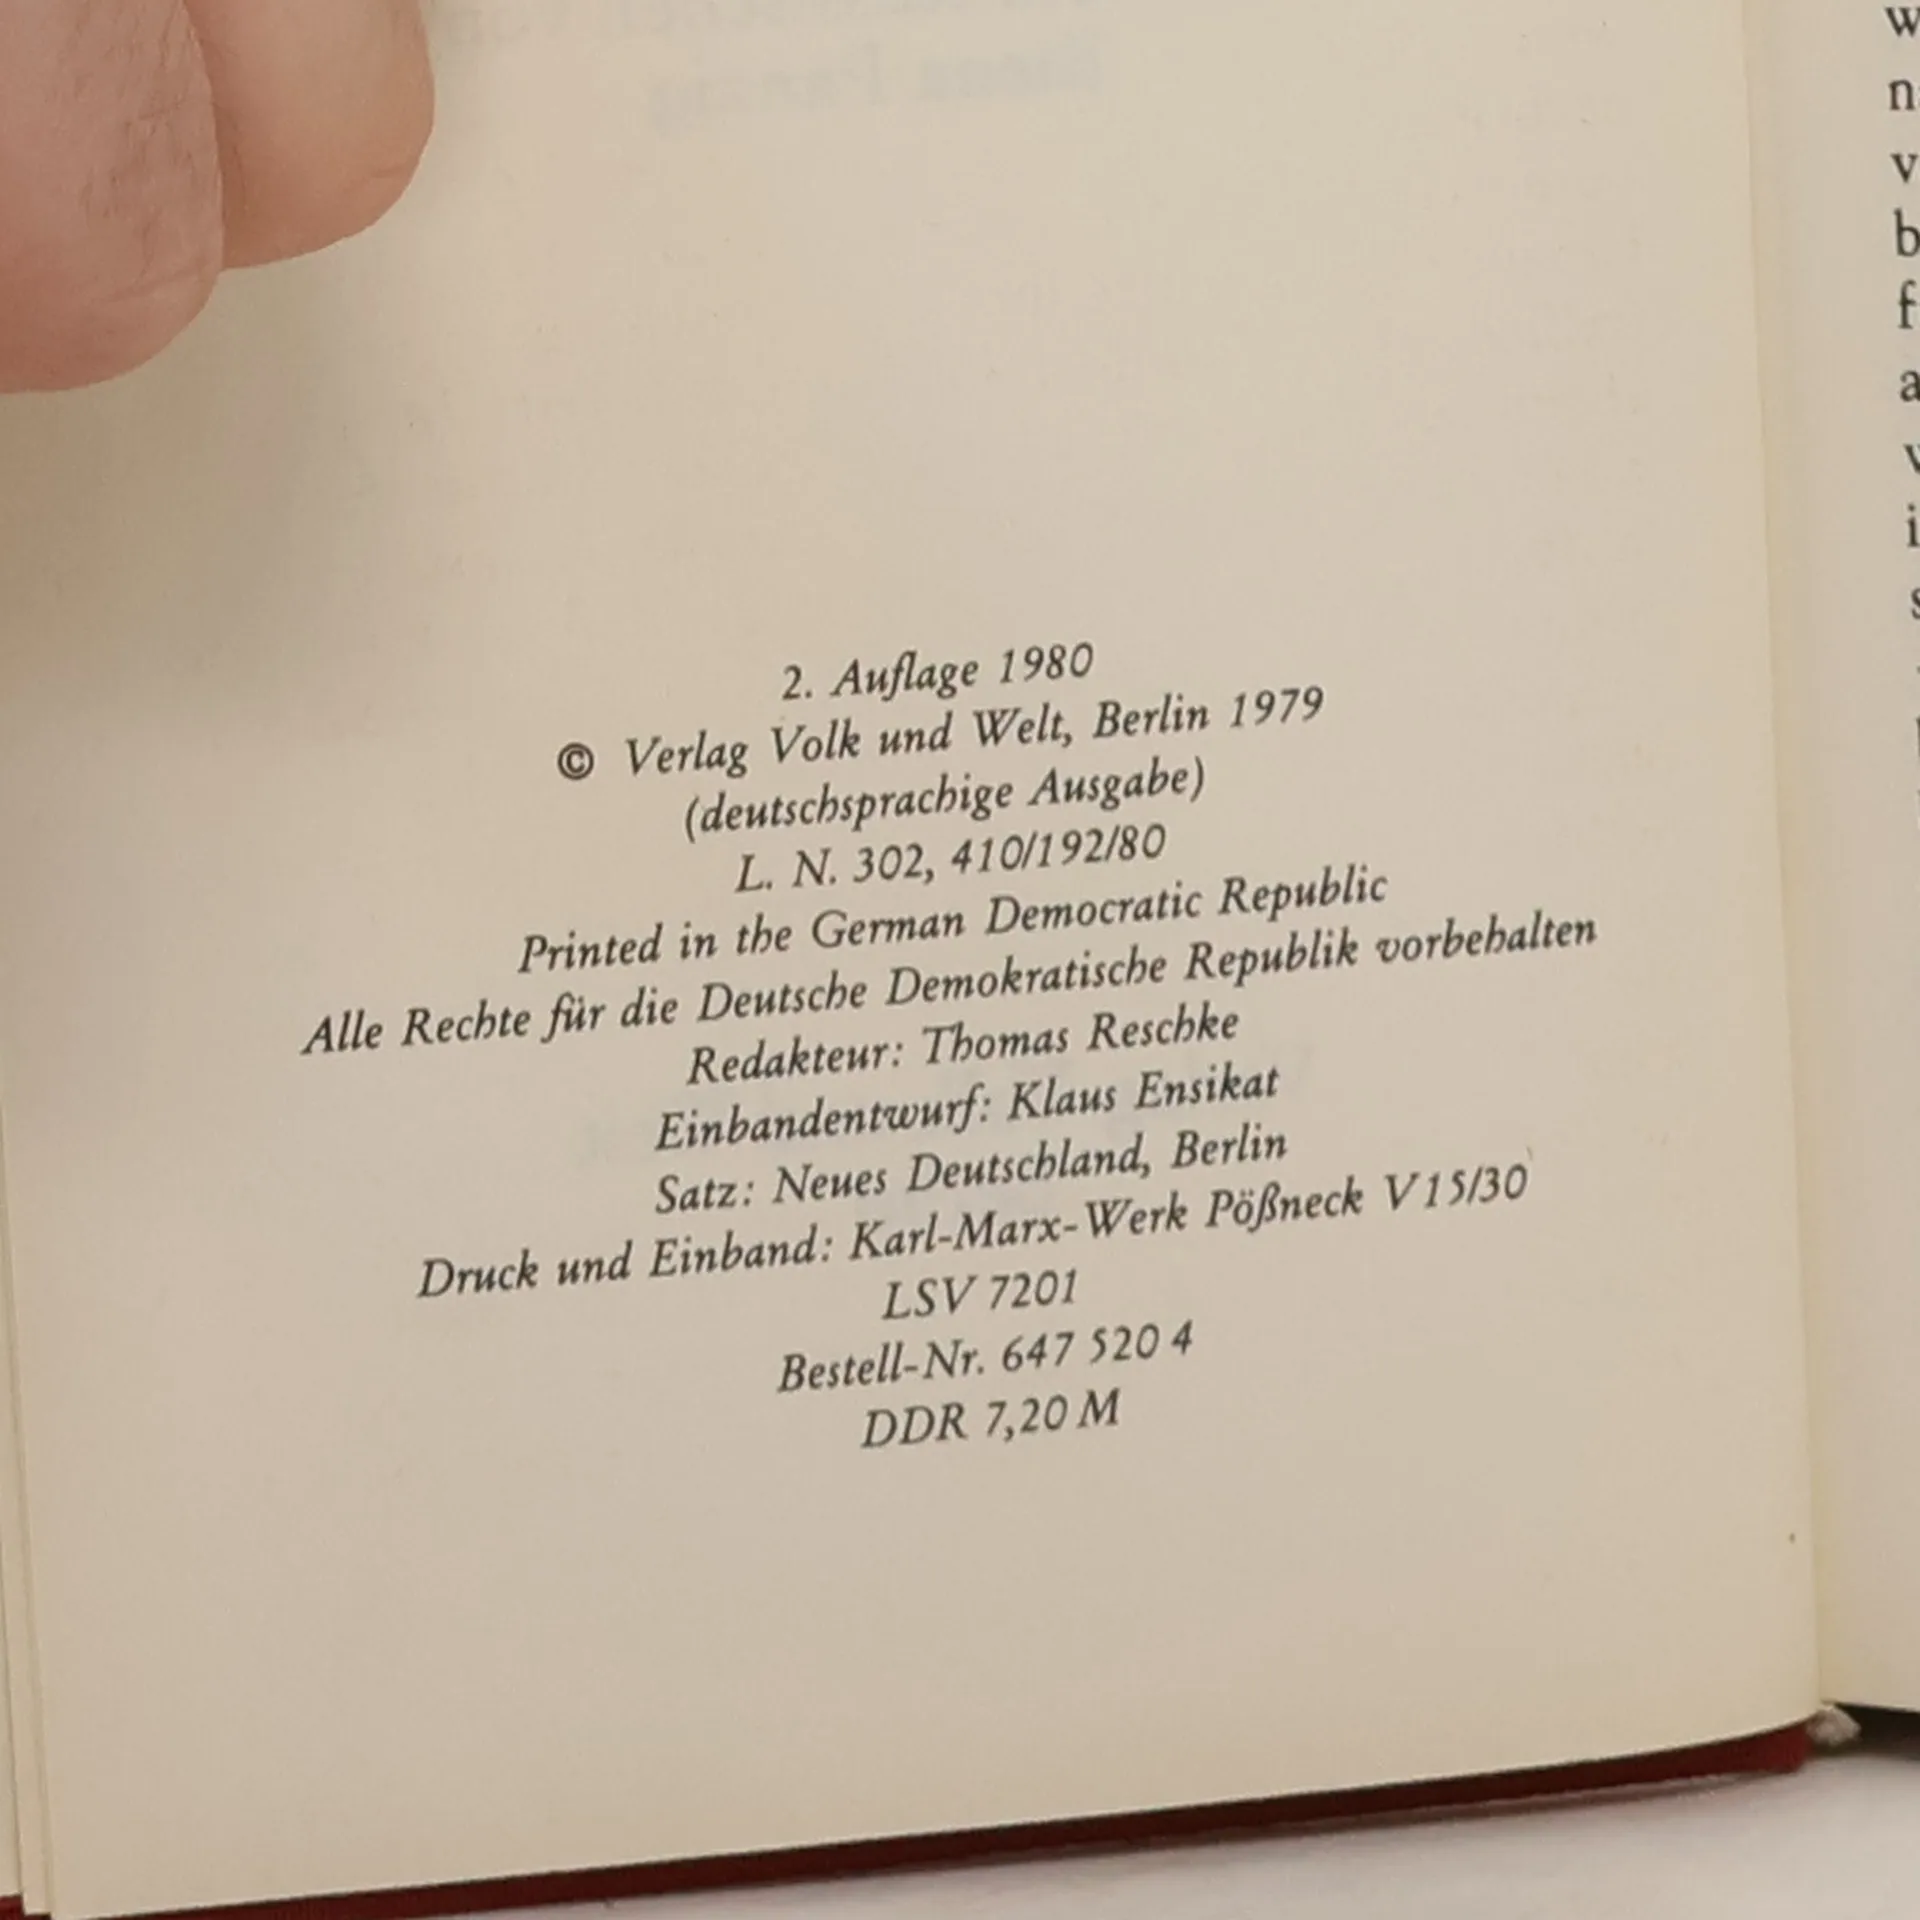 2. Auflage 1980
© Verlag Volk und Welt, Berlin 1979
(deutschsprachige Ausgabe)
L. N. 302, 410/192/80
Printed in the German Democratic Republic
Alle Rechte für die Deutsche Demokratische Republik vorbehalten
Redakteur: Thomas Reschke
Einbandentwurf: Klaus Ensikat
Satz: Neues Deutschland, Berlin
Druck und Einband: Karl-Marx-Werk Pößneck V 15/30
LSV 7201
Bestell-Nr. 647 520 4
DDR 7,20 M